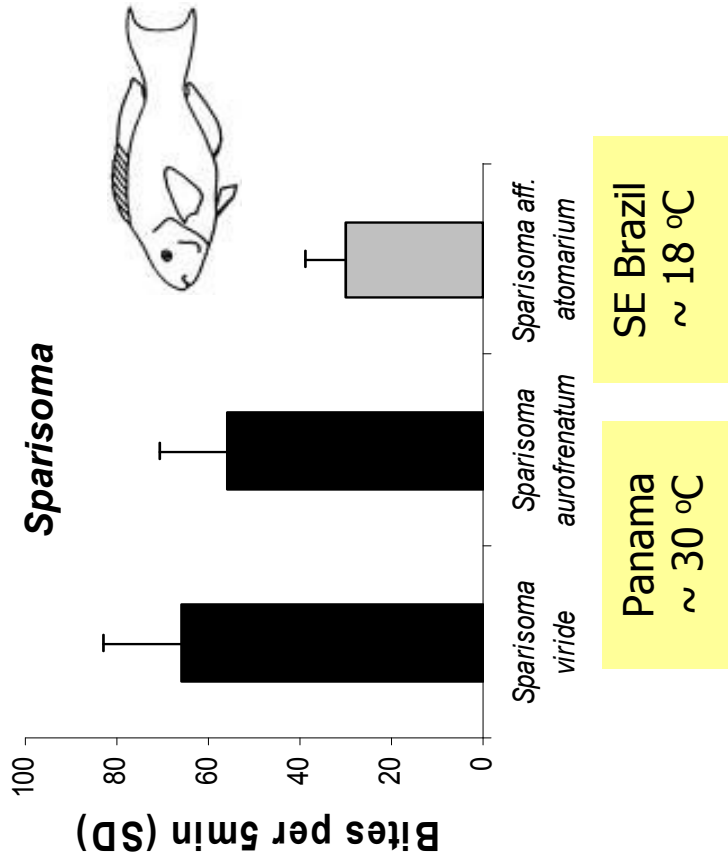 Sparisoma
Bites per 5min (SD)
100
80
60
40
20
0
Sparisoma
viride
Sparisoma
aurofrenatum
Sparisoma aff.
atomarium
Panama
~ 30 ºC
SE Brazil
~ 18 ºC